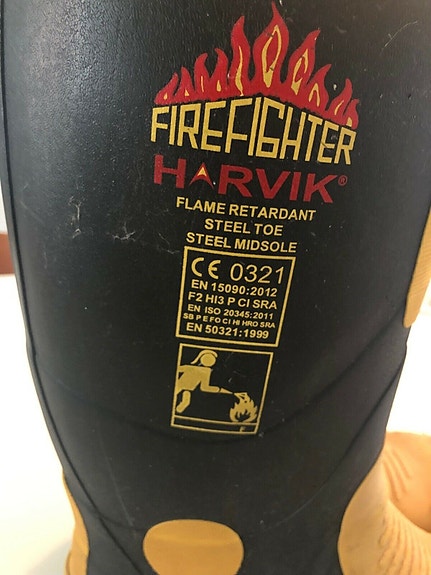 FIREFIGHTER
HARVIK®
FLAME RETARDANT
STEEL TOE
STEEL MIDSOLE
CE 0321
EN 15090:2012
F2 HI3 P CI SRA
EN ISO 20345:2011
SB P E FO CI HI HRO SRA
EN 50321:1999
F